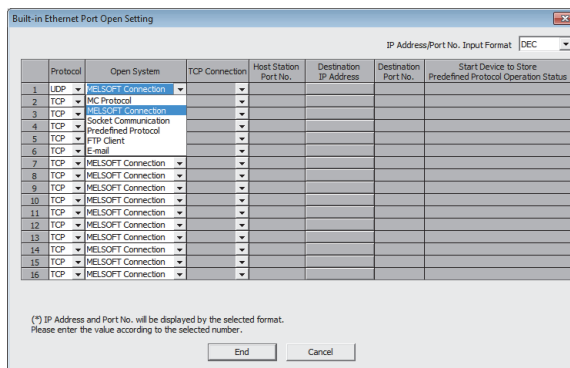 Built-in Ethernet Port Open Setting
IP Address/Port No. Input Format DEC
Protocol Open System TCP Connection Host Station Port No. Destination IP Address Destination Port No. Start Device to Store Predefined Protocol Operation Status
1 UDP MELSOFT Connection
2 TCP MC Protocol
3 TCP MELSOFT Connection
4 TCP Socket Communication
5 TCP Predefined Protocol
FTP Client
6 TCP E-mail
7 TCP MELSOFT Connection
8 TCP MELSOFT Connection
9 TCP MELSOFT Connection
10 TCP MELSOFT Connection
11 TCP MELSOFT Connection
12 TCP MELSOFT Connection
13 TCP MELSOFT Connection
14 TCP MELSOFT Connection
15 TCP MELSOFT Connection
16 TCP MELSOFT Connection
(*) IP Address and Port No. will be displayed by the selected format.
Please enter the value according to the selected number.
End Cancel